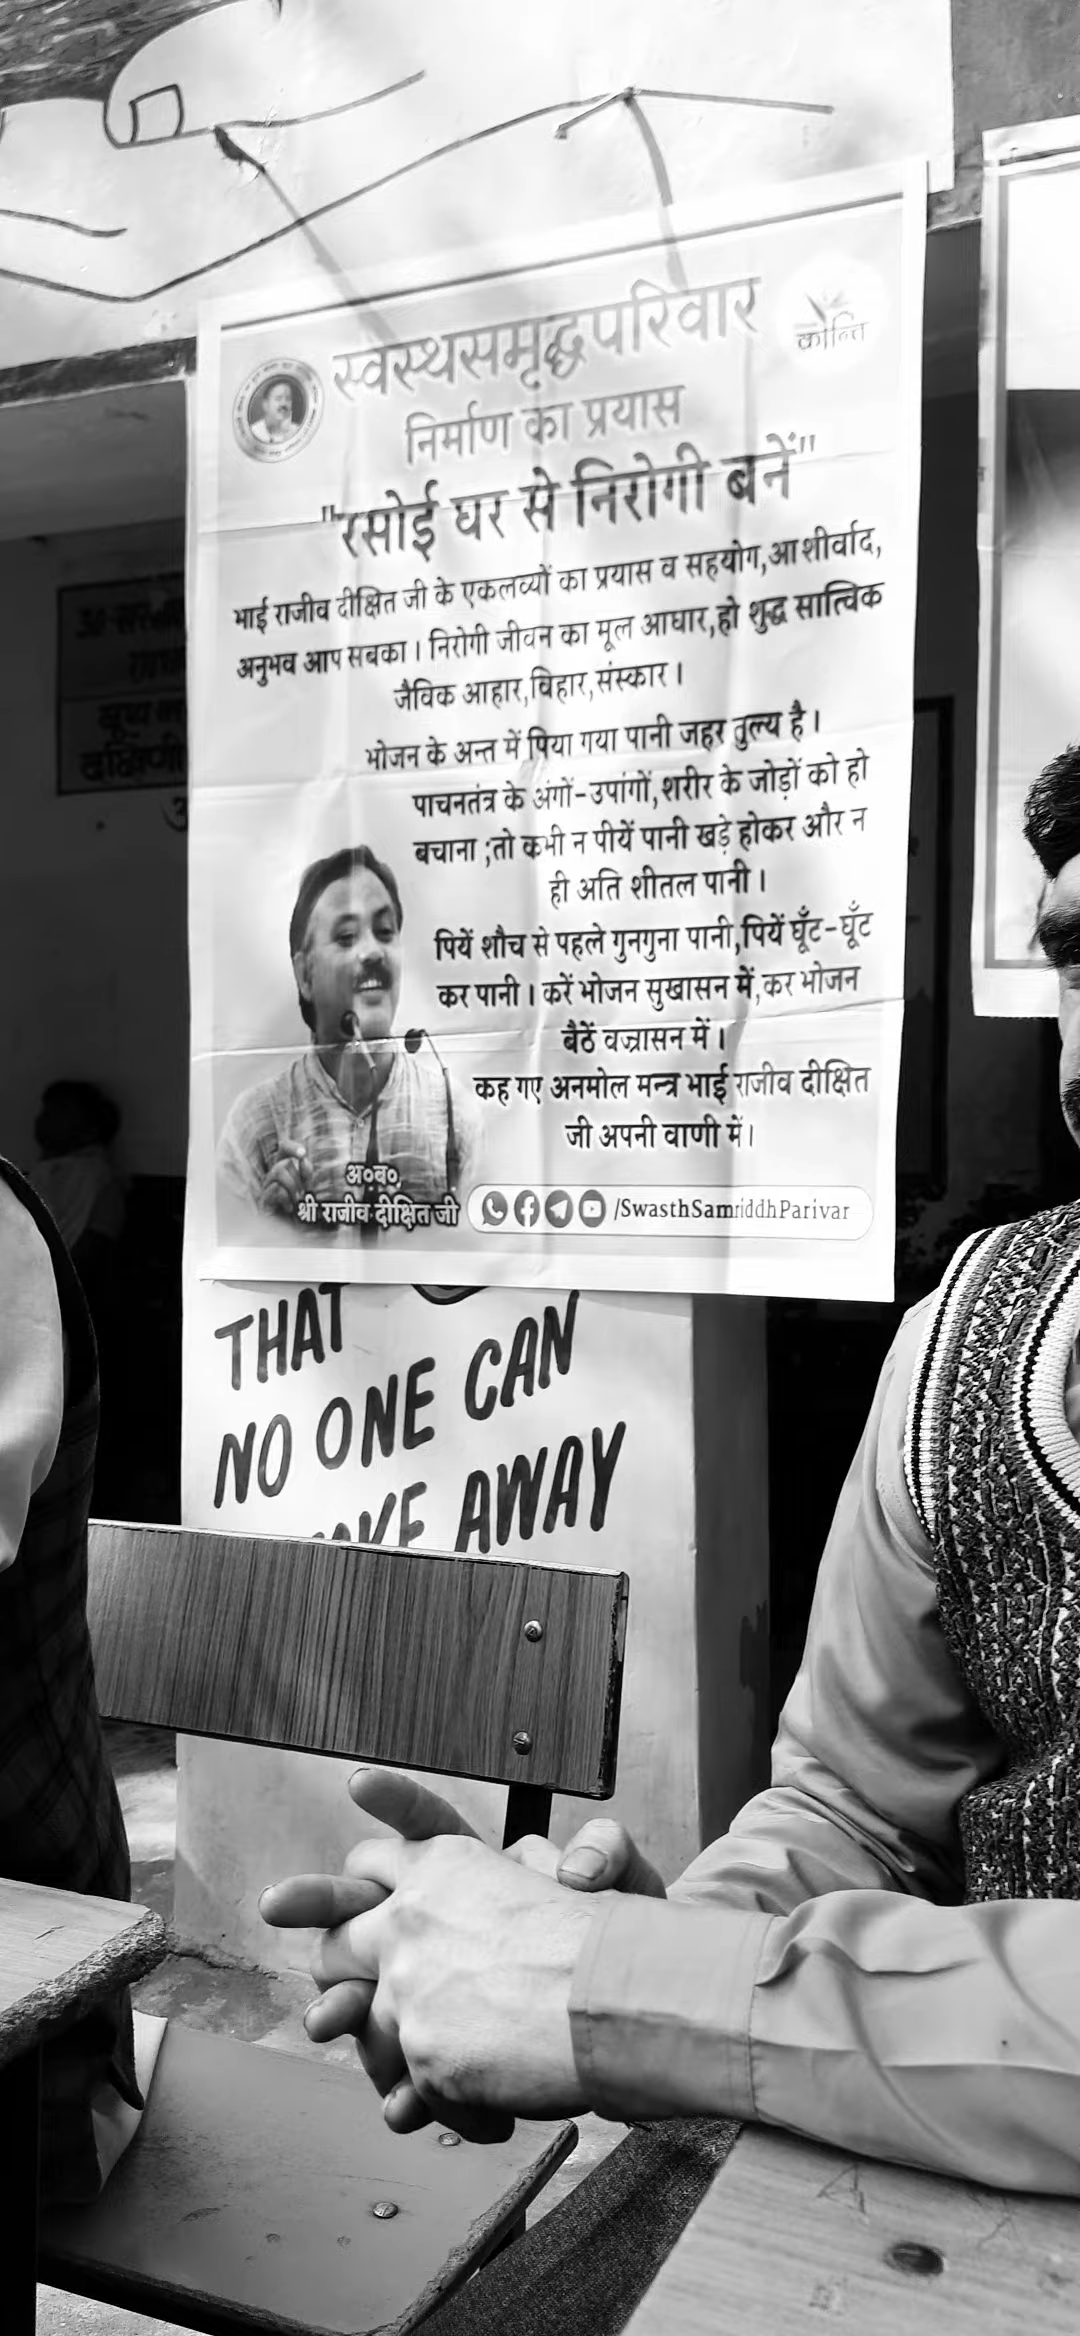 स्वस्थसमृद्धपरिवार
क्रान्ति
निर्माण का प्रयास
"रसोई घर से निरोगी बनें"
भाई राजीव दीक्षित जी के एकलव्यों का प्रयास व सहयोग,आशीर्वाद,
अनुभव आप सबका। निरोगी जीवन का मूल आधार,हो शुद्ध सात्विक
जैविक आहार,विहार,संस्कार।
भोजन के अन्त में पिया गया पानी जहर तुल्य है।
पाचनतंत्र के अंगों-उपांगों,शरीर के जोड़ों को हो
बचाना ;तो कभी न पीयें पानी खड़े होकर और न
ही अति शीतल पानी।
पियें शौच से पहले गुनगुना पानी,पियें घूँट-घूँट
कर पानी। करें भोजन सुखासन में,कर भोजन
बैठें वज्रासन में।
कह गए अनमोल मन्त्र भाई राजीव दीक्षित
जी अपनी वाणी में।
अ०व०,
श्री राजीव दीक्षित जी
/SwasthSamriddhParivar
THAT
NO ONE CAN
AWAY